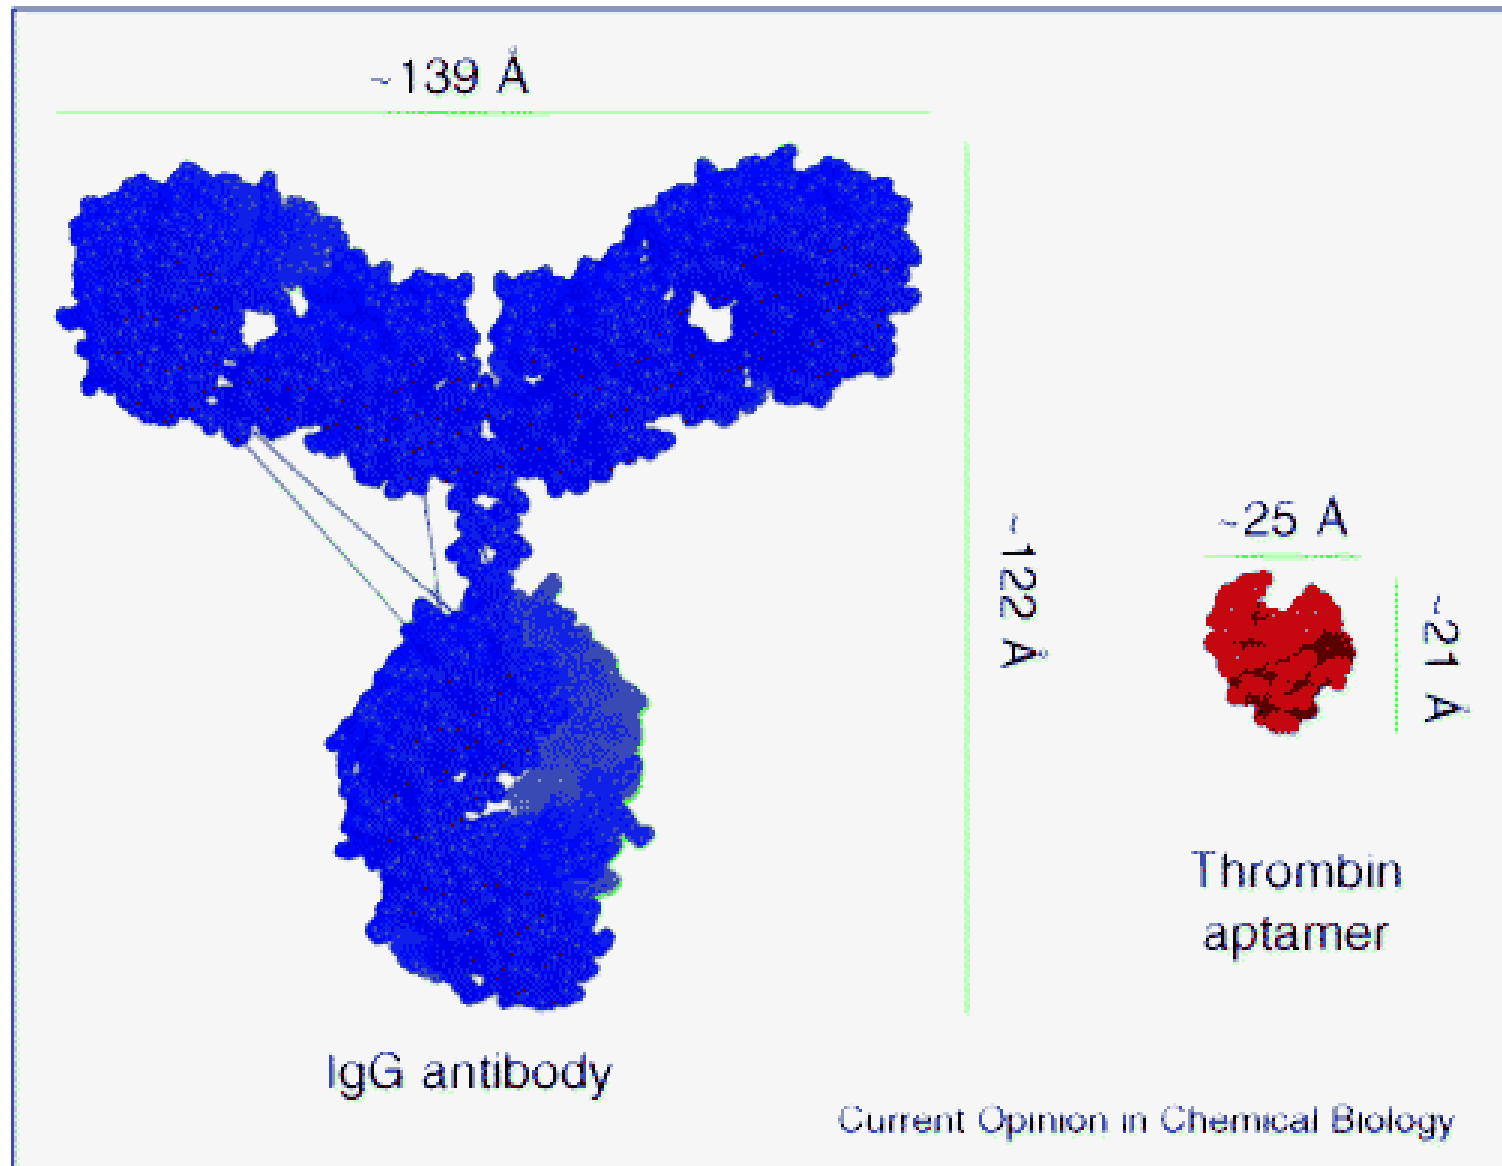 ~139 Å
~122 Å
~25 Å
~21 Å
Thrombin
aptamer
IgG antibody
Current Opinion in Chemical Biology